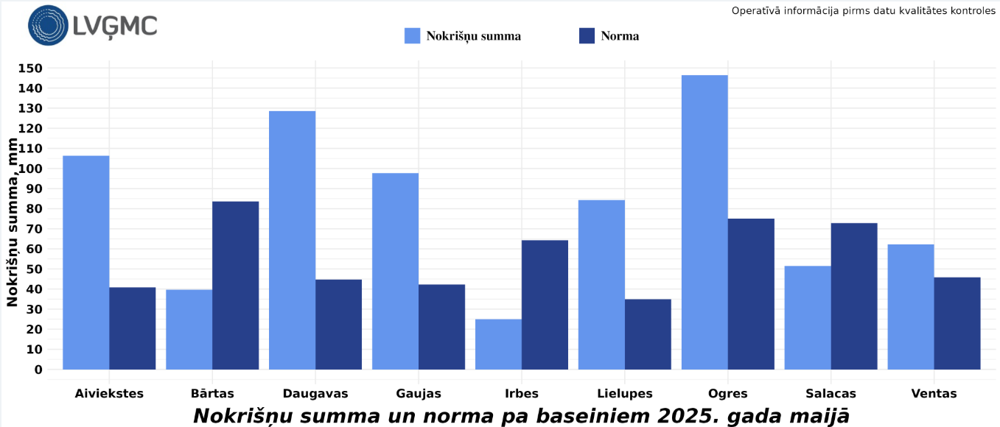 LVĢMC
Operatīvā informācija pirms datu kvalitātes kontroles
Nokrišņu summa
Norma
Nokrišņu summa, mm
150
140
130
120
110
100
90
80
70
60
50
40
30
20
10
0
Aiviekstes
Bārtas
Daugavas
Gaujas
Irbes
Lielupes
Ogres
Salacas
Ventas
Nokrišņu summa un norma pa baseiniem 2025. gada maijā